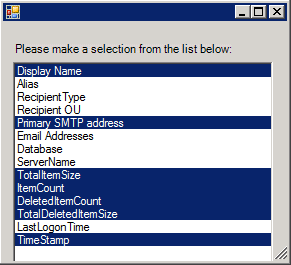 Please make a selection from the list below:
Display Name
Alias
RecipientType
Recipient OU
Primary SMTP address
Email Addresses
Database
ServerName
TotalItemSize
ItemCount
DeletedItemCount
TotalDeletedItemSize
LastLogonTime
TimeStamp